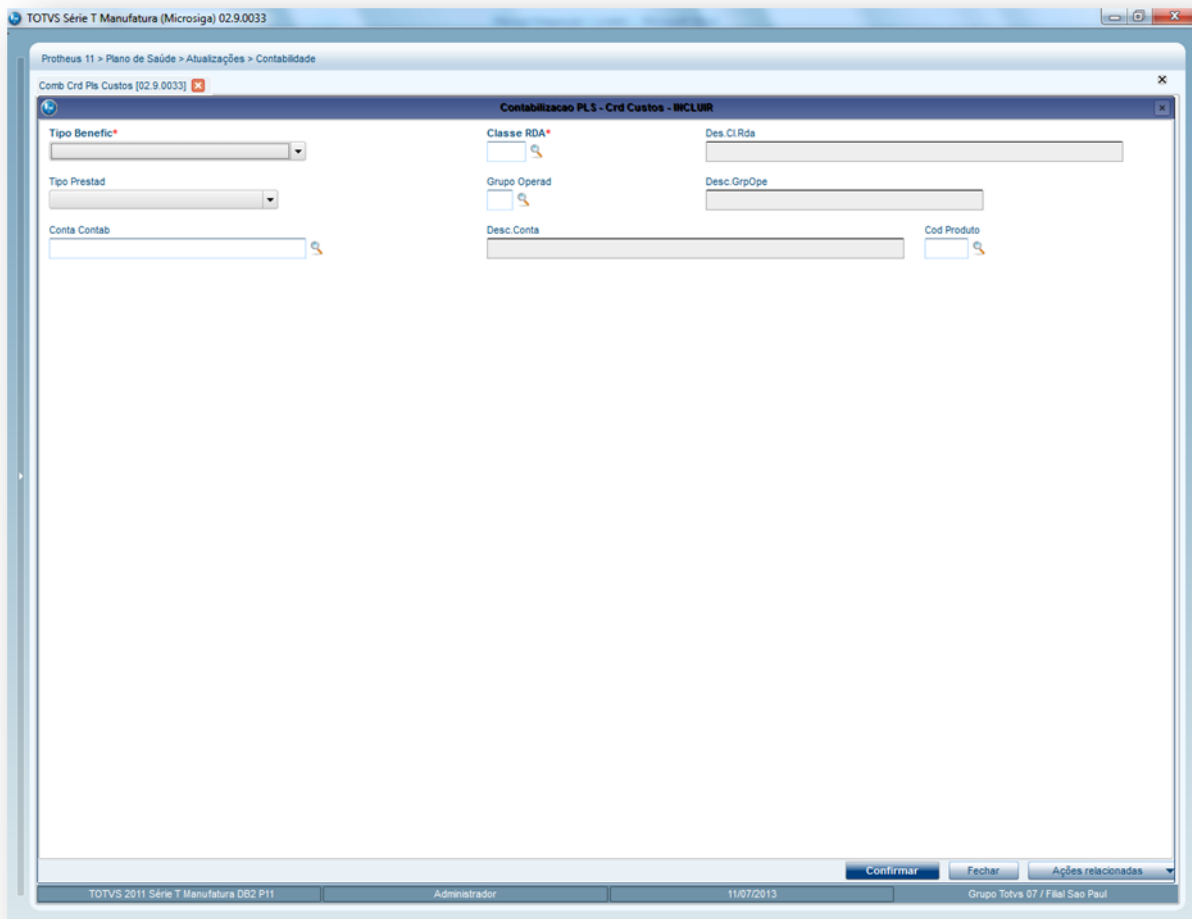 TOTVS Série T Manufatura (Microsiga) 02.9.0033
Protheus 11 > Plano de Saúde > Atualizações > Contabilidade
Comb Crd Pls Custos [02.9.0033]
Contabilizacao PLS - Crd Custos - INCLUIR
Tipo Benefic* Classe RDA* Des.Cl.Rda
Tipo Prestad Grupo Operad Desc.GrpOpe
Conta Contab Desc.Conta Cod Produto
Confirmar Fechar Ações relacionadas
TOTVS 2011 Série T Manufatura DB2 P11 Administrador 11/07/2013 Grupo Totvs 07 / Filial Sao Paul